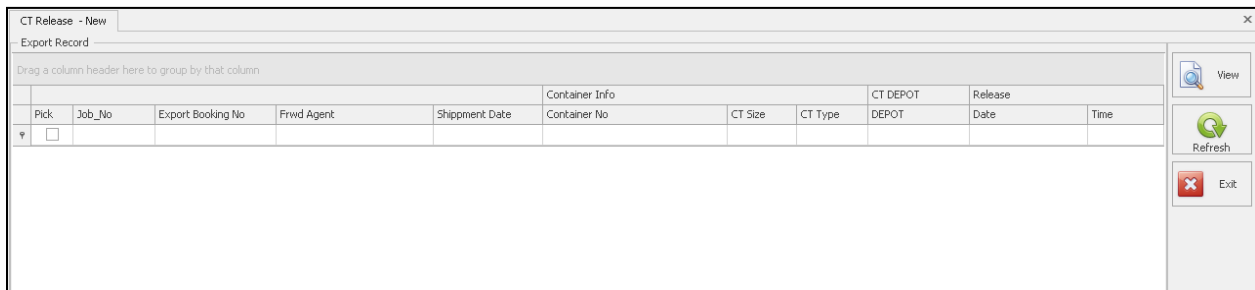 CT Release - New
Export Record
Drag a column header here to group by that column
View
Container Info CT DEPOT Release
Pick Job_No Export Booking No Frwd Agent Shippment Date Container No CT Size CT Type DEPOT Date Time
Refresh
Exit